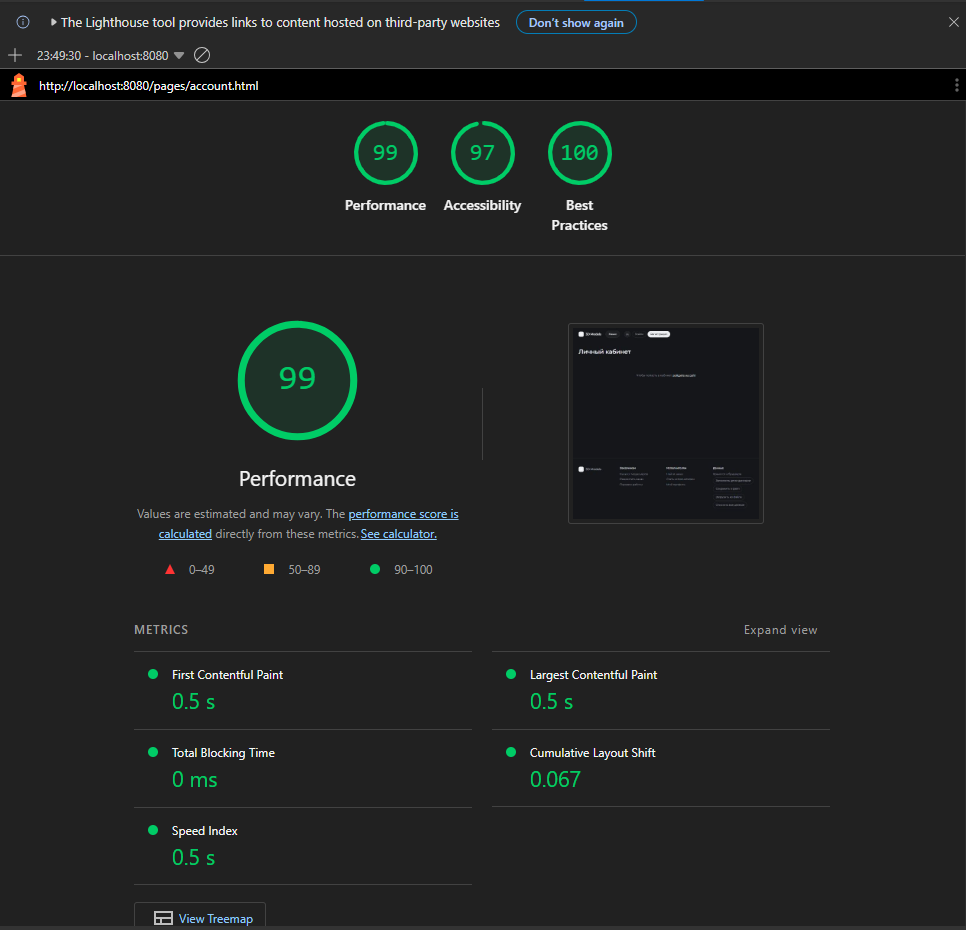 The Lighthouse tool provides links to content hosted on third-party websites
Don't show again
23:49:30 - localhost:8080
http://localhost:8080/pages/account.html
99
97
100
Performance
Accessibility
Best
Practices
99
Performance
Values are estimated and may vary. The performance score is
calculated directly from these metrics. See calculator.
0–49
50–89
90–100
Личный кабинет
METRICS
Expand view
First Contentful Paint
0.5 s
Largest Contentful Paint
0.5 s
Total Blocking Time
0 ms
Cumulative Layout Shift
0.067
Speed Index
0.5 s
View Treemap